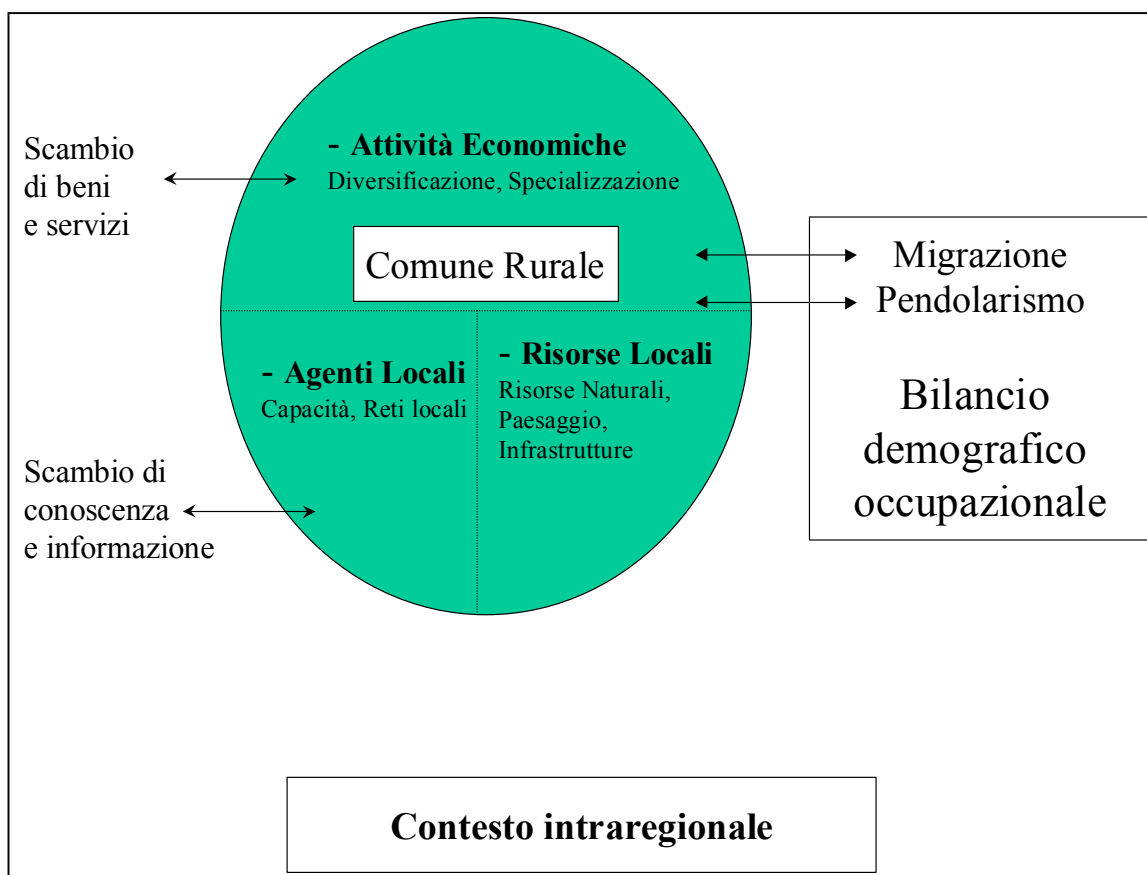 Scambio
di beni
e servizi
- Attività Economiche
Diversificazione, Specializzazione
Comune Rurale
- Agenti Locali
Capacità, Reti locali
- Risorse Locali
Risorse Naturali,
Paesaggio,
Infrastrutture
Scambio di
conoscenza
e informazione
Migrazione
Pendolarismo
Bilancio
demografico
occupazionale
Contesto intraregionale